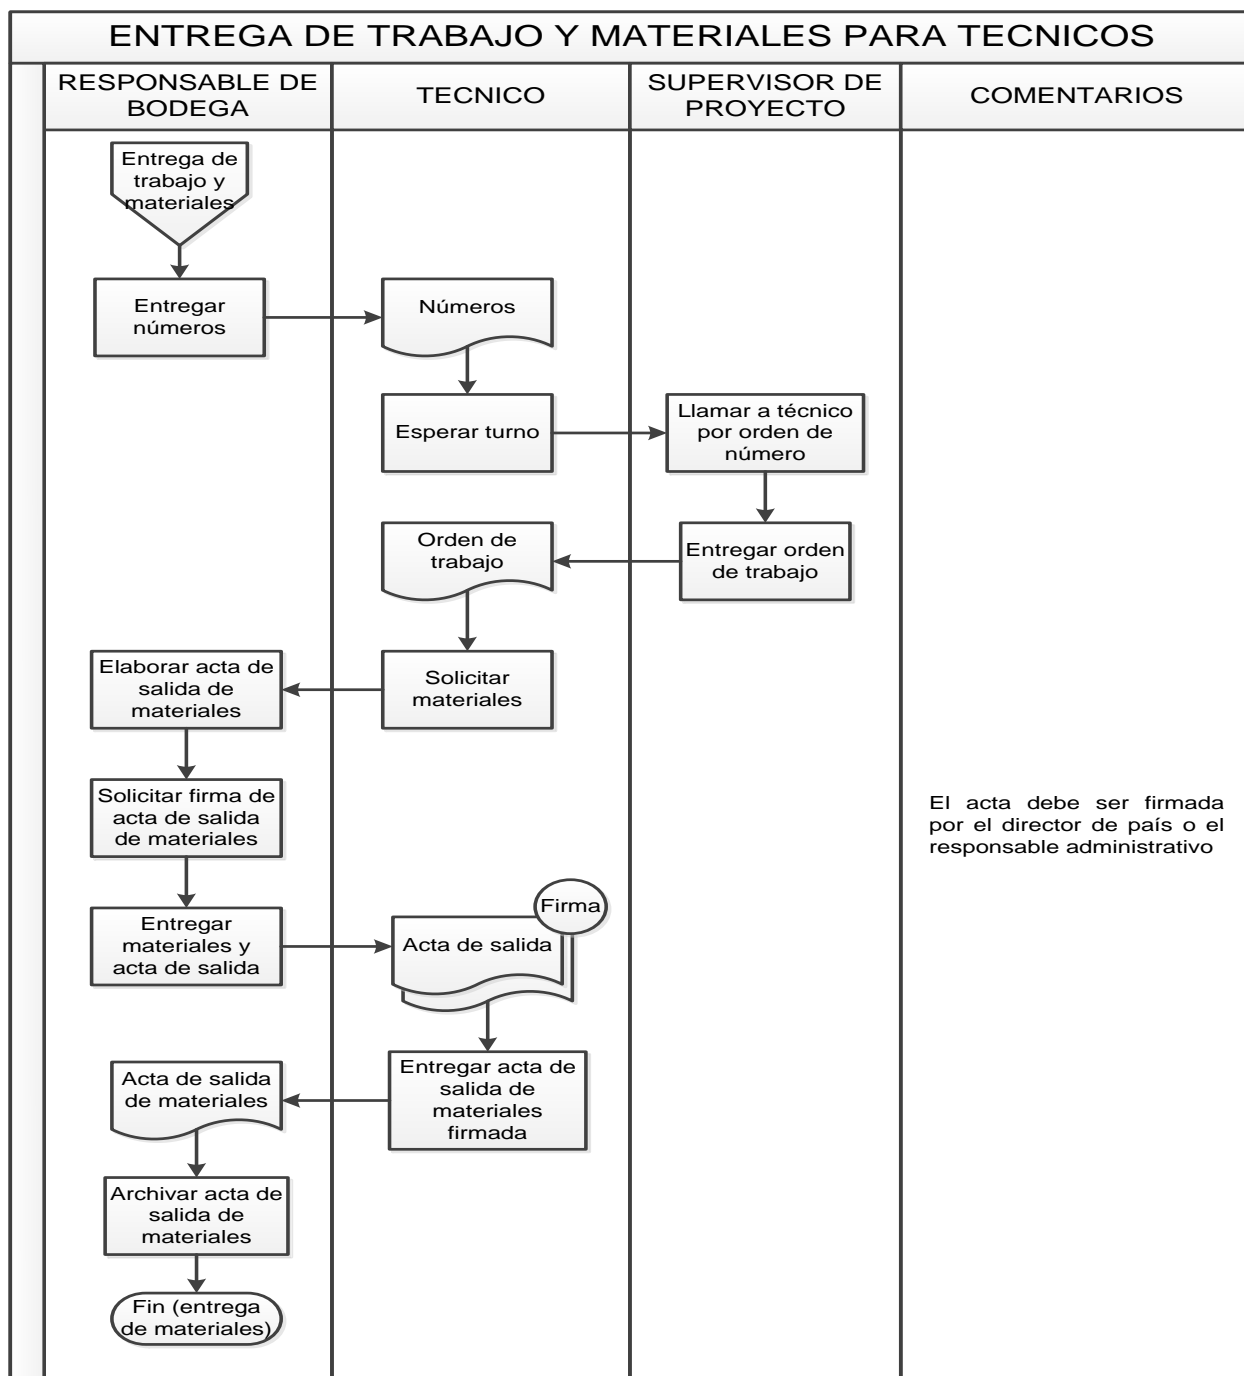 ENTREGA DE TRABAJO Y MATERIALES PARA TECNICOS
RESPONSABLE DE
BODEGA
TECNICO
SUPERVISOR DE
PROYECTO
COMENTARIOS
Entrega de
trabajo y
materiales
Entregar
números
Números
Esperar turno
Llamar a técnico
por orden de
número
Orden de
trabajo
Entregar orden
de trabajo
Elaborar acta de
salida de
materiales
Solicitar
materiales
Solicitar firma de
acta de salida
de materiales
El acta debe ser firmada
por el director de país o el
responsable administrativo
Entregar
materiales y
acta de salida
Firma
Acta de salida
Acta de salida
de materiales
Entregar acta de
salida de
materiales
firmada
Archivar acta de
salida de
materiales
Fin (entrega
de materiales)